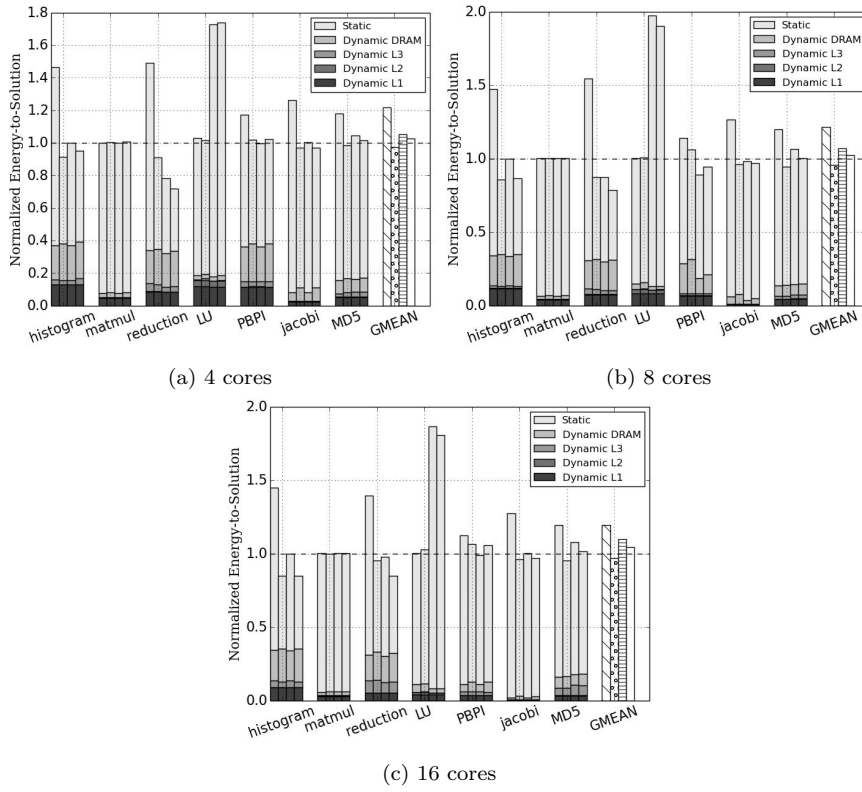 1.8
1.6
1.4
1.2
1.0
0.8
0.6
0.4
0.2
0.0
Normalized Energy-to-Solution
Static
Dynamic DRAM
Dynamic L3
Dynamic L2
Dynamic L1
histogram matmul reduction LU PBPI jacobi MD5 GMEAN
(a) 4 cores
2.0
1.5
1.0
0.5
0.0
Normalized Energy-to-Solution
Static
Dynamic DRAM
Dynamic L3
Dynamic L2
Dynamic L1
histogram matmul reduction LU PBPI jacobi MD5 GMEAN
(b) 8 cores
2.0
1.5
1.0
0.5
0.0
Normalized Energy-to-Solution
Static
Dynamic DRAM
Dynamic L3
Dynamic L2
Dynamic L1
histogram matmul reduction LU PBPI jacobi MD5 GMEAN
(c) 16 cores